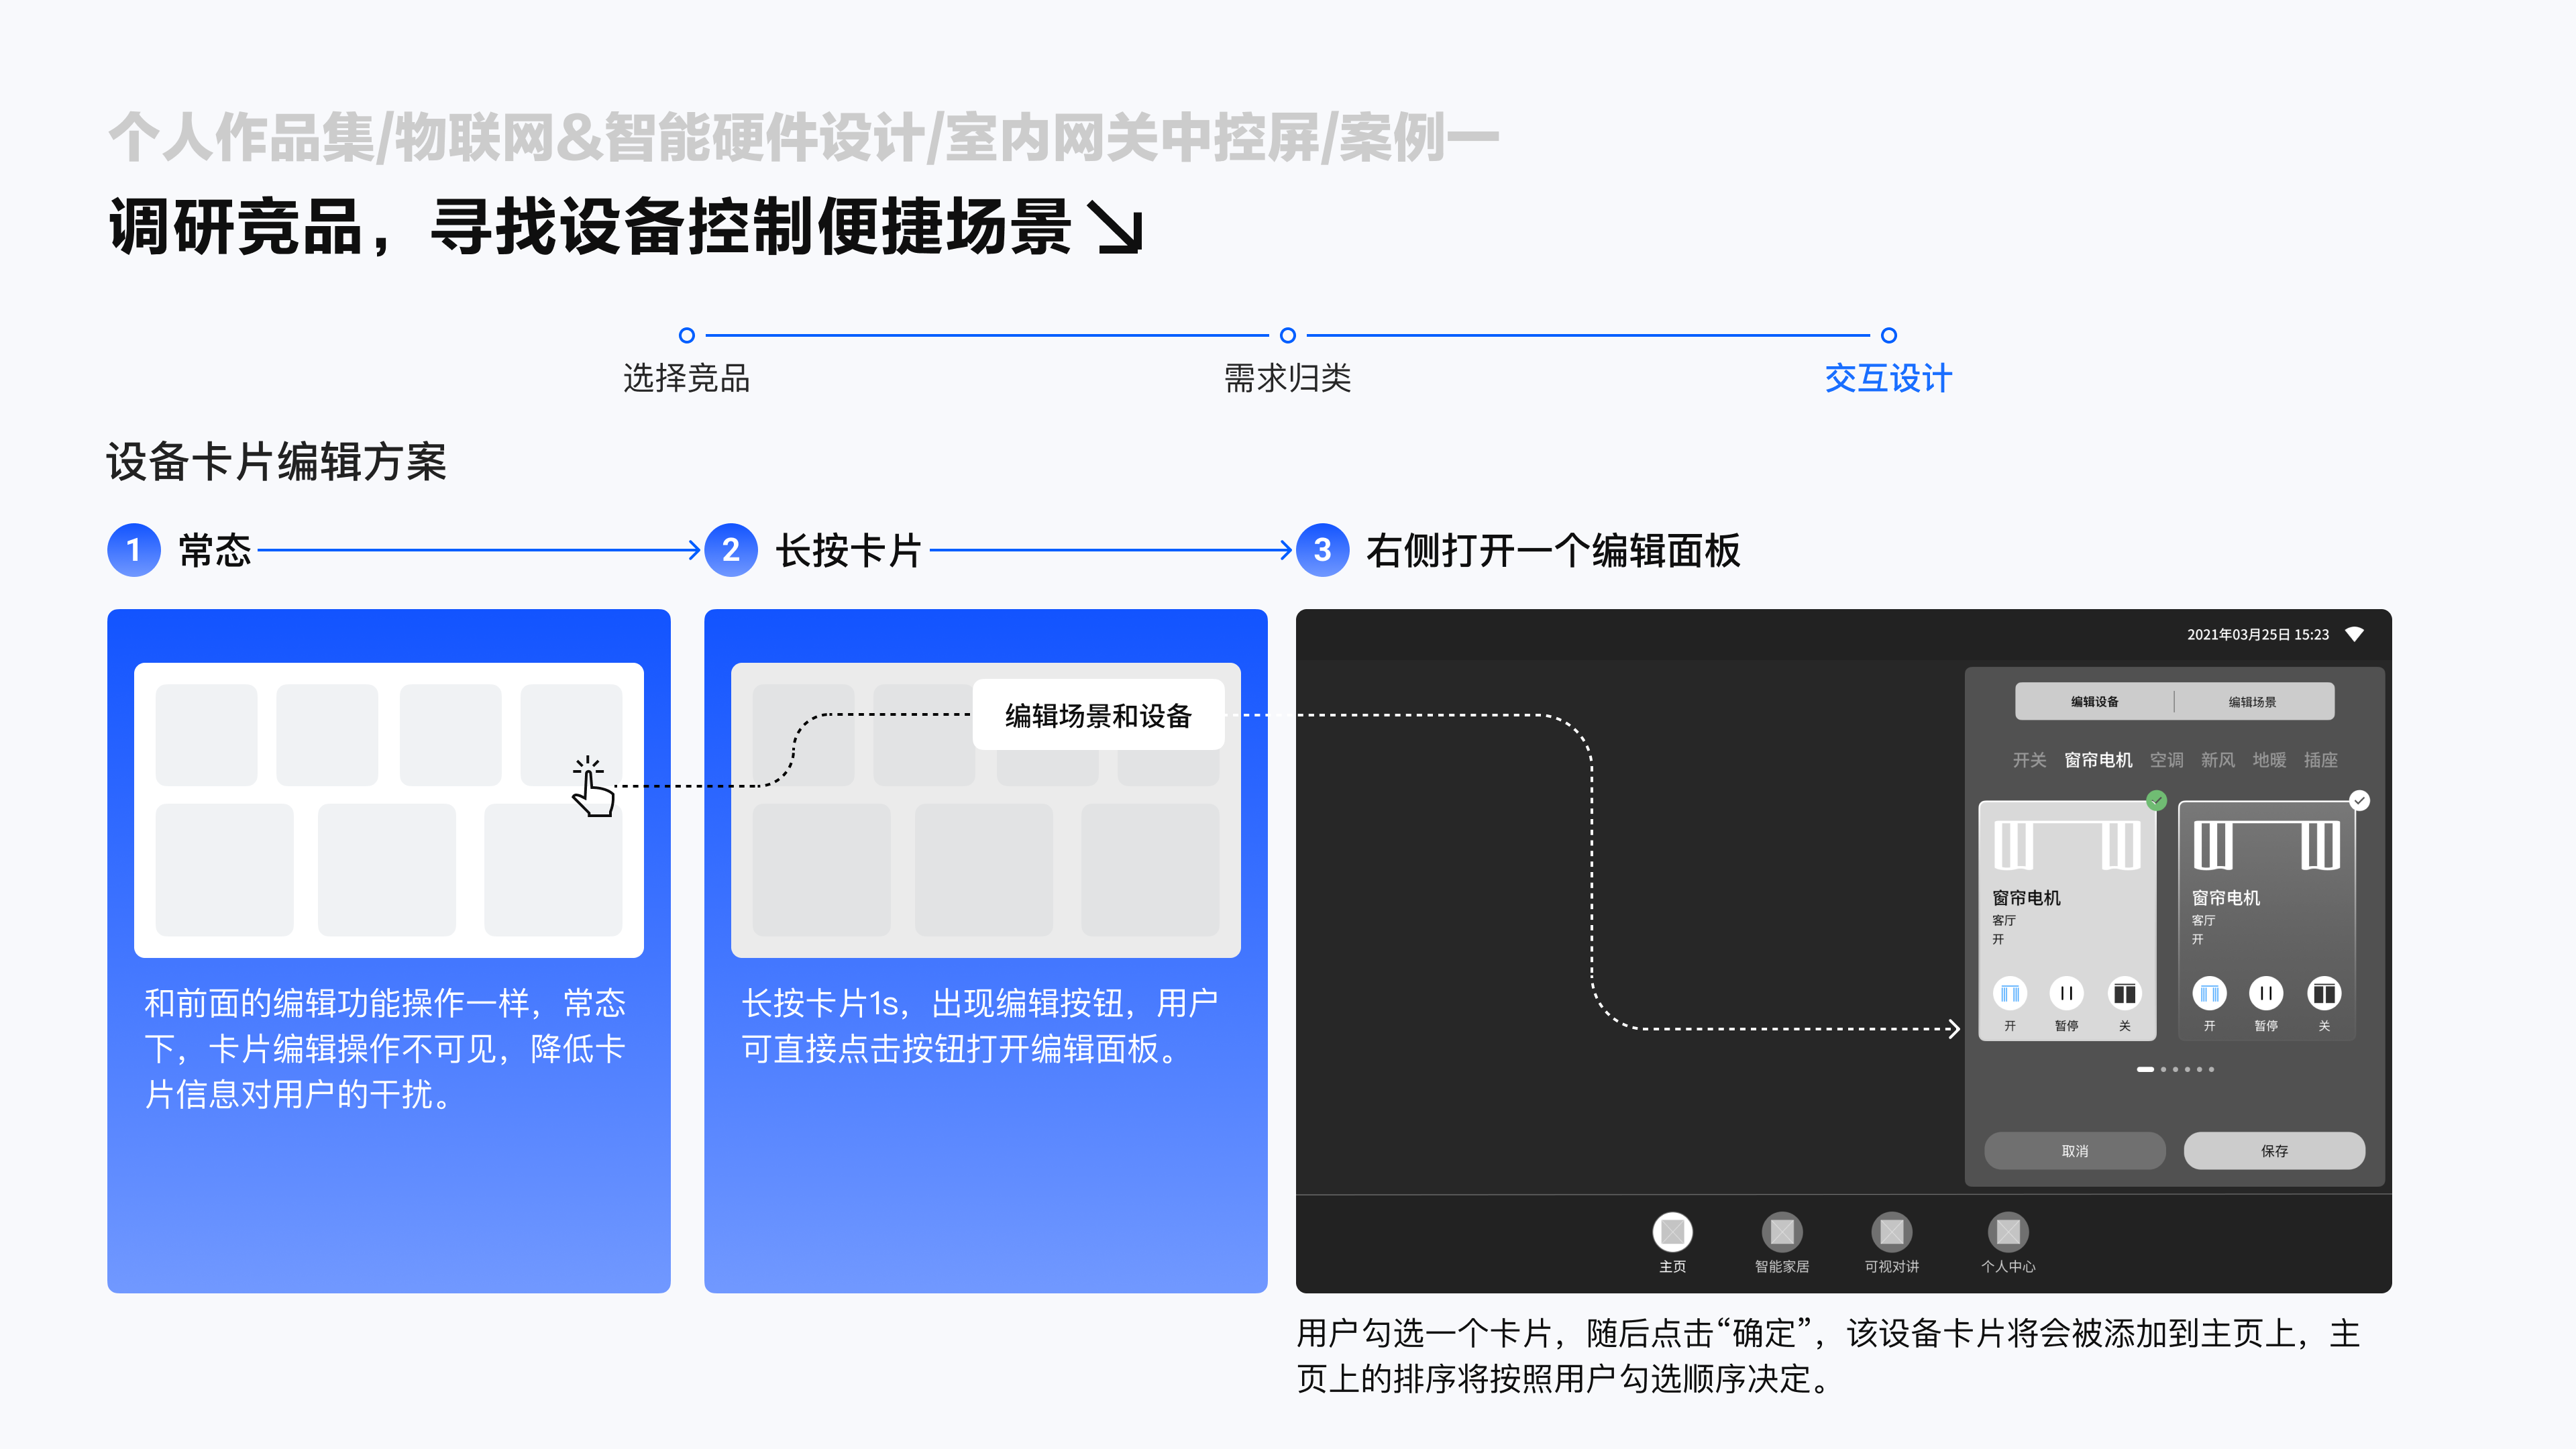 个人作品集/物联网&智能硬件设计/室内网关中控屏/案例一
调研竞品，寻找设备控制便捷场景
选择竞品
需求归类
交互设计
设备卡片编辑方案
1 常态
2 长按卡片
3 右侧打开一个编辑面板
和前面的编辑功能操作一样，常态
下，卡片编辑操作不可见，降低卡
片信息对用户的干扰。
编辑场景和设备
长按卡片1s，出现编辑按钮，用户
可直接点击按钮打开编辑面板。
2021年03月25日 15:23
编辑设备 编辑场景
开关 窗帘电机 空调 新风 地暖 插座
窗帘电机
客厅
开
开 暂停 关
窗帘电机
客厅
开
开 暂停 关
取消 保存
主页 智能家居 可视对讲 个人中心
用户勾选一个卡片，随后点击“确定”，该设备卡片将会被添加到主页上，主
页上的排序将按照用户勾选顺序决定。